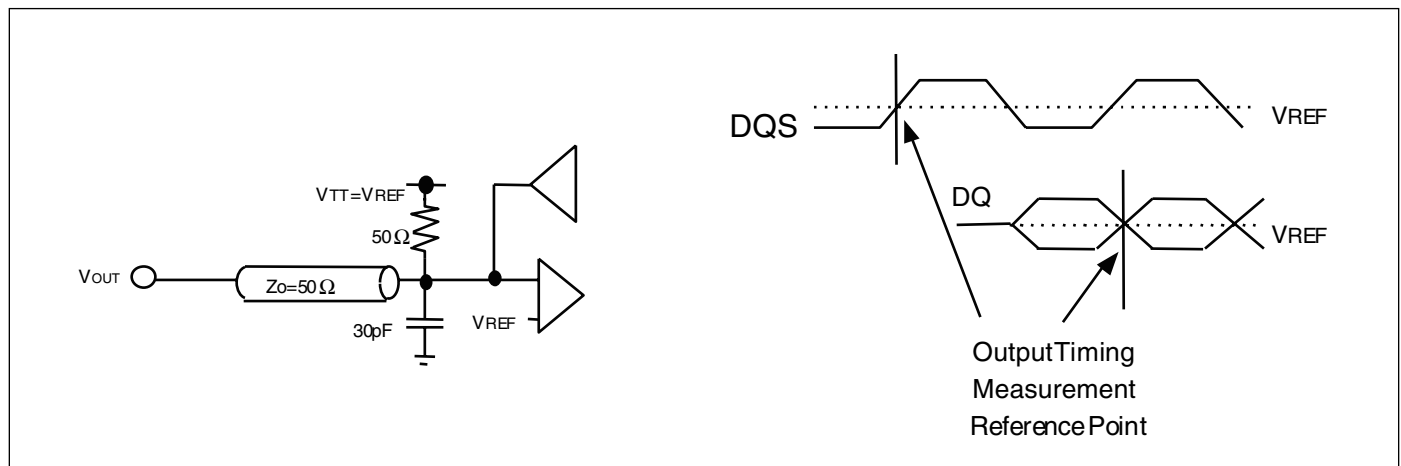 VTT=VREF
50Ω
VOUT
Zo=50Ω
30pF
VREF
DQS
VREF
DQ
VREF
Output Timing
Measurement
Reference Point